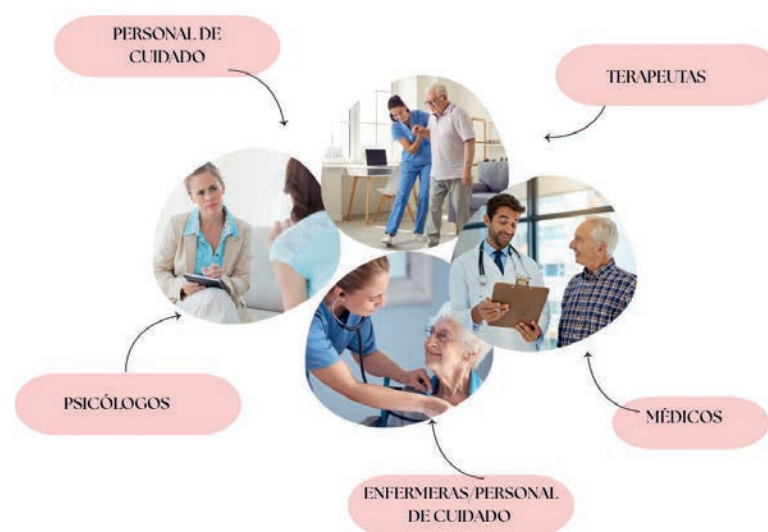 PERSONAL DE
CUIDADO
TERAPEUTAS
PSICÓLOGOS
MÉDICOS
ENFERMERAS/PERSONAL
DE CUIDADO